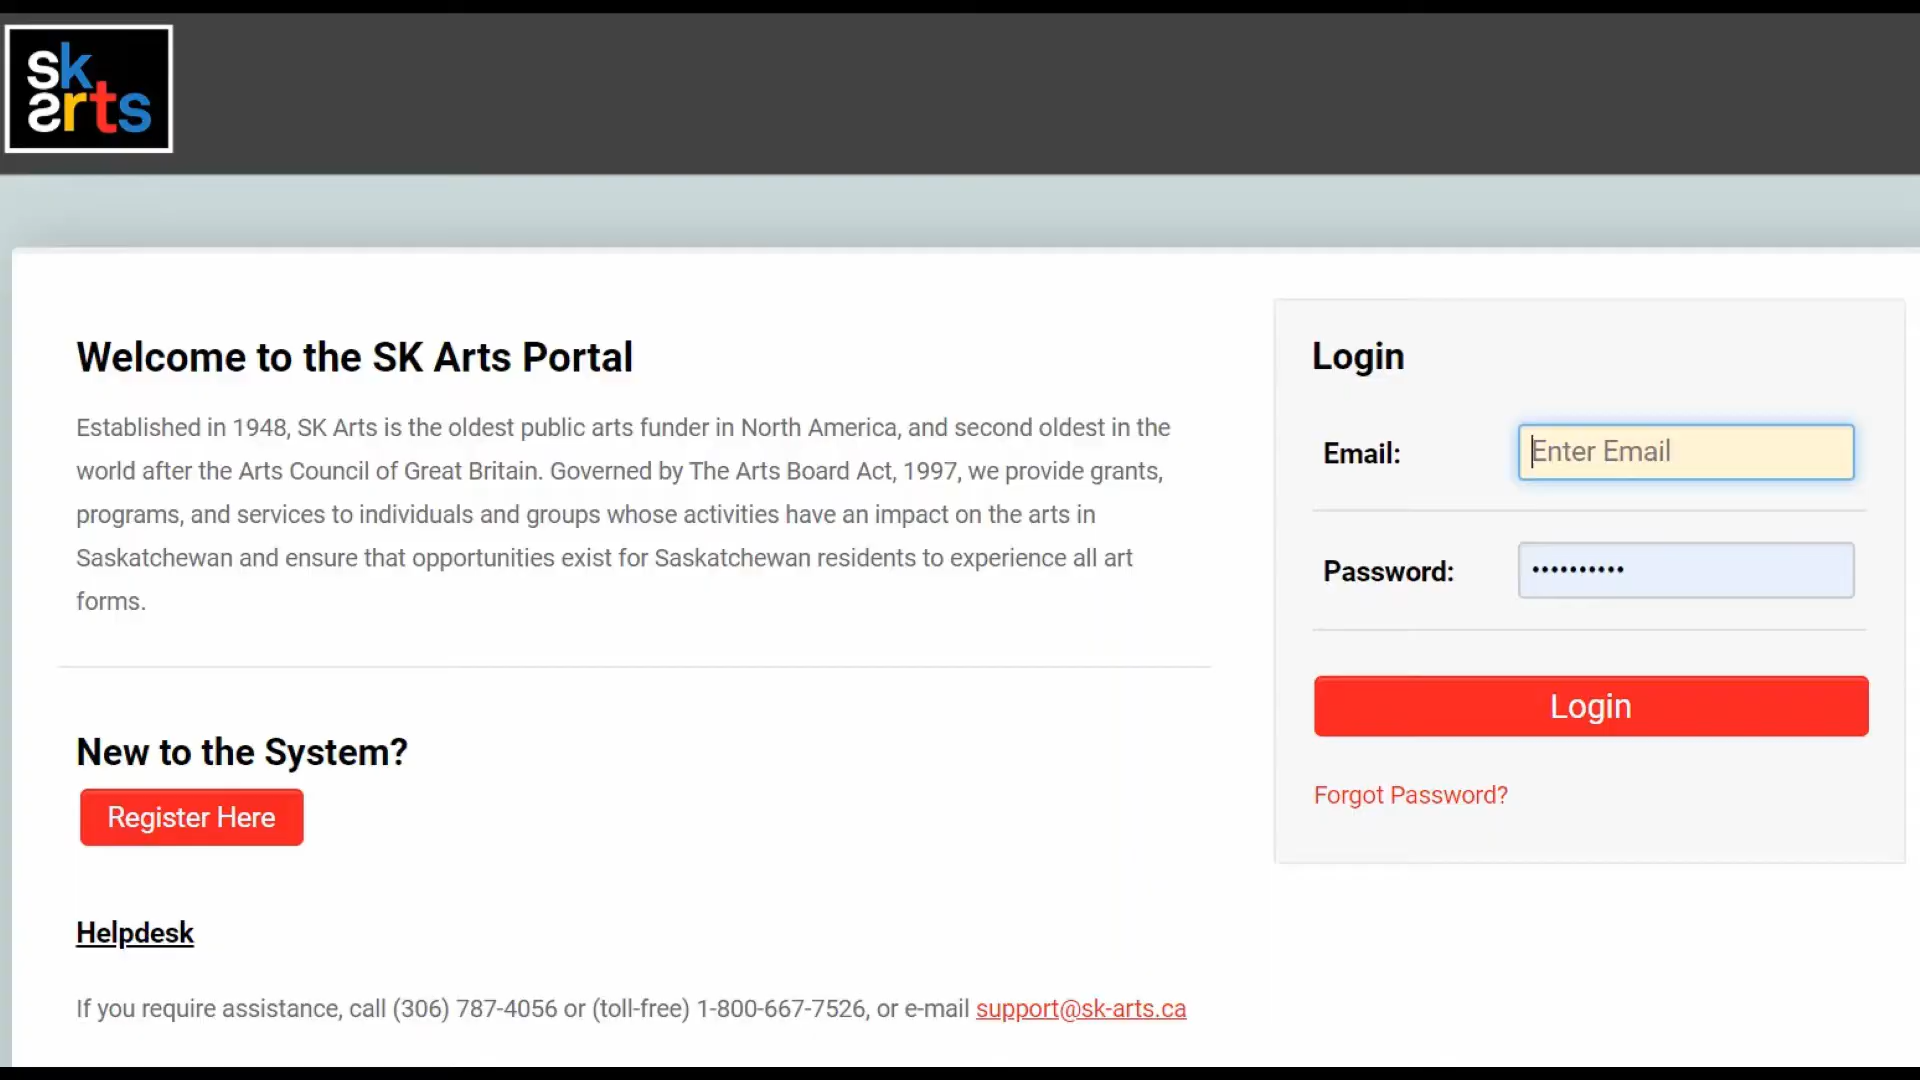 sk
arts
Welcome to the SK Arts Portal
Established in 1948, SK Arts is the oldest public arts funder in North America, and second oldest in the
world after the Arts Council of Great Britain. Governed by The Arts Board Act, 1997, we provide grants,
programs, and services to individuals and groups whose activities have an impact on the arts in
Saskatchewan and ensure that opportunities exist for Saskatchewan residents to experience all art
forms.
New to the System?
Register Here
Helpdesk
If you require assistance, call (306) 787-4056 or (toll-free) 1-800-667-7526, or e-mail support@sk-arts.ca
Login
Email: Enter Email
Password: ••••••••••
Login
Forgot Password?